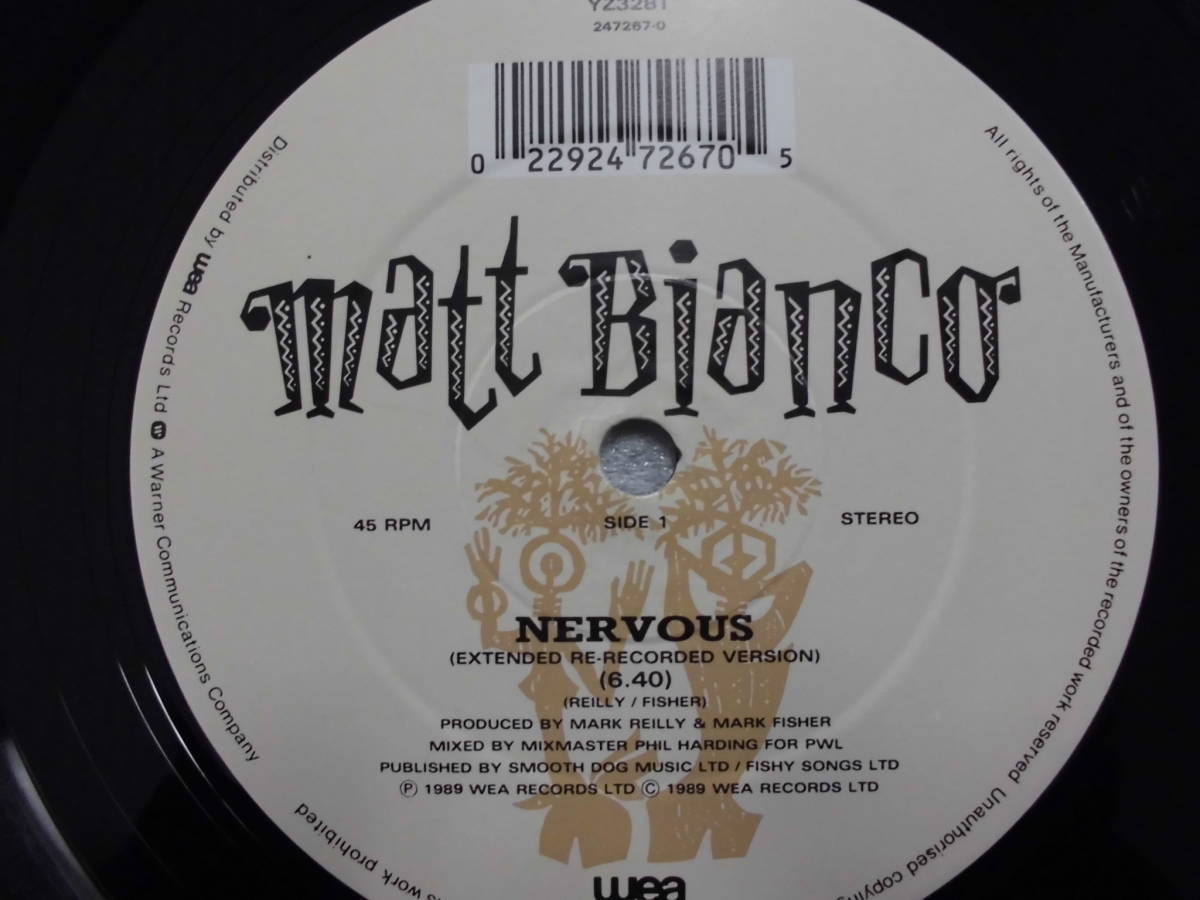 YZ328T
247267-0
0 22924 72670 5
matt Bianco
45 RPM
SIDE 1
STEREO
NERVOUS
(EXTENDED RE-RECORDED VERSION)
(6.40)
(REILLY / FISHER)
PRODUCED BY MARK REILLY & MARK FISHER
MIXED BY MIXMASTER PHIL HARDING FOR PWL
PUBLISHED BY SMOOTH DOG MUSIC LTD / FISHY SONGS LTD
Ⓟ 1989 WEA RECORDS LTD © 1989 WEA RECORDS LTD
wea
Distributed by wea Records Ltd A Warner Communications Company
All rights of the Manufacturers and of the owners of the recorded work reserved Unauthorised copying
work prohibited